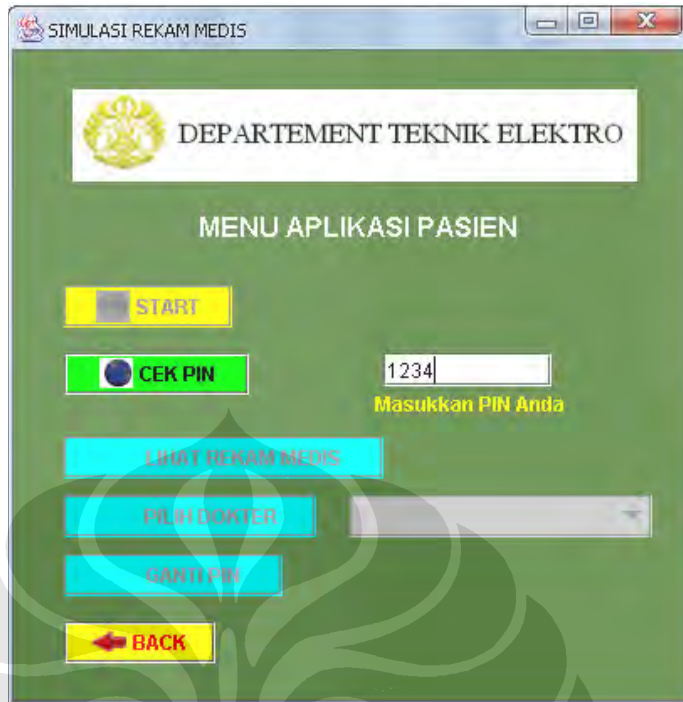 SIMULASI REKAM MEDIS
DEPARTEMENT TEKNIK ELEKTRO
MENU APLIKASI PASIEN
START
CEK PIN
1234
Masukkan PIN Anda
LIHAT REKAM MEDIS
PILIH DOKTER
GANTI PIN
BACK